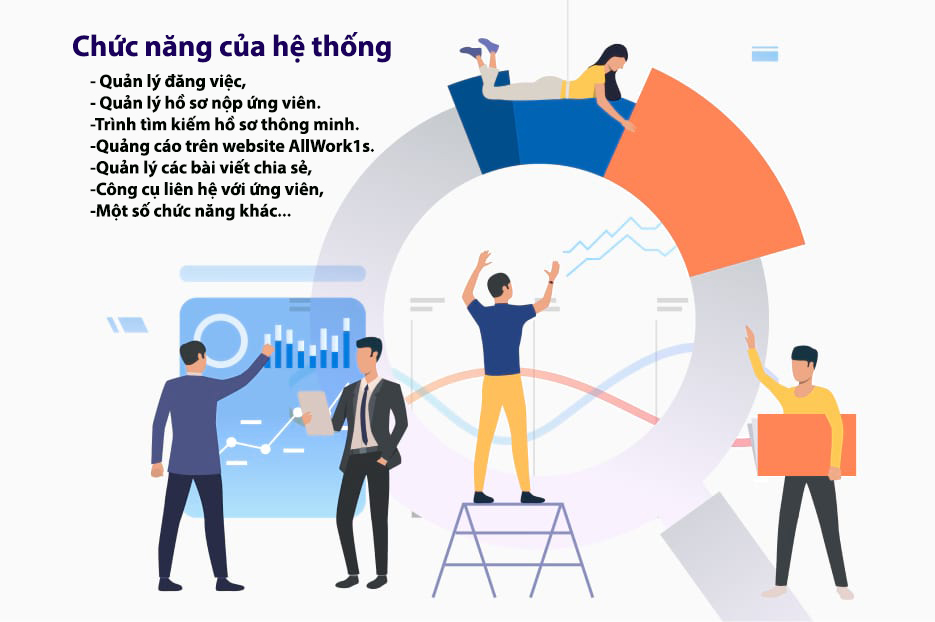 Chức năng của hệ thống
- Quản lý đăng việc,
- Quản lý hồ sơ nộp ứng viên.
-Trình tìm kiếm hồ sơ thông minh.
-Quảng cáo trên website AllWork1s.
-Quản lý các bài viết chia sẻ,
-Công cụ liên hệ với ứng viên,
-Một số chức năng khác...